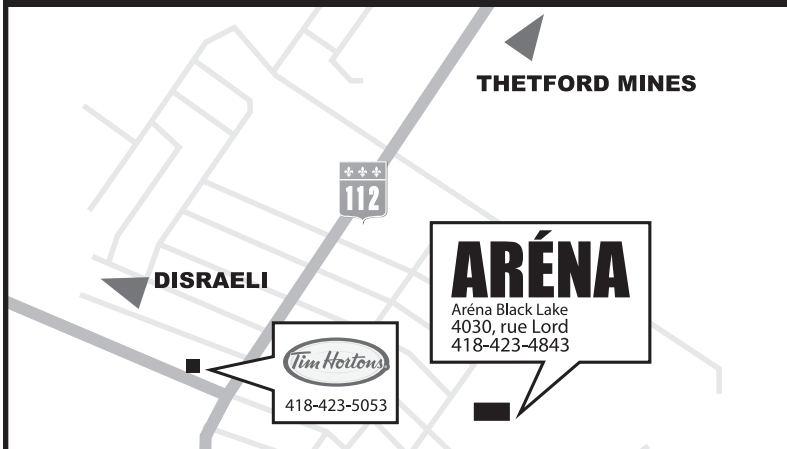 THETFORD MINES
112
DISRAELI
ARÉNA
Aréna Black Lake
4030, rue Lord
418-423-4843
Tim Hortons.
418-423-5053